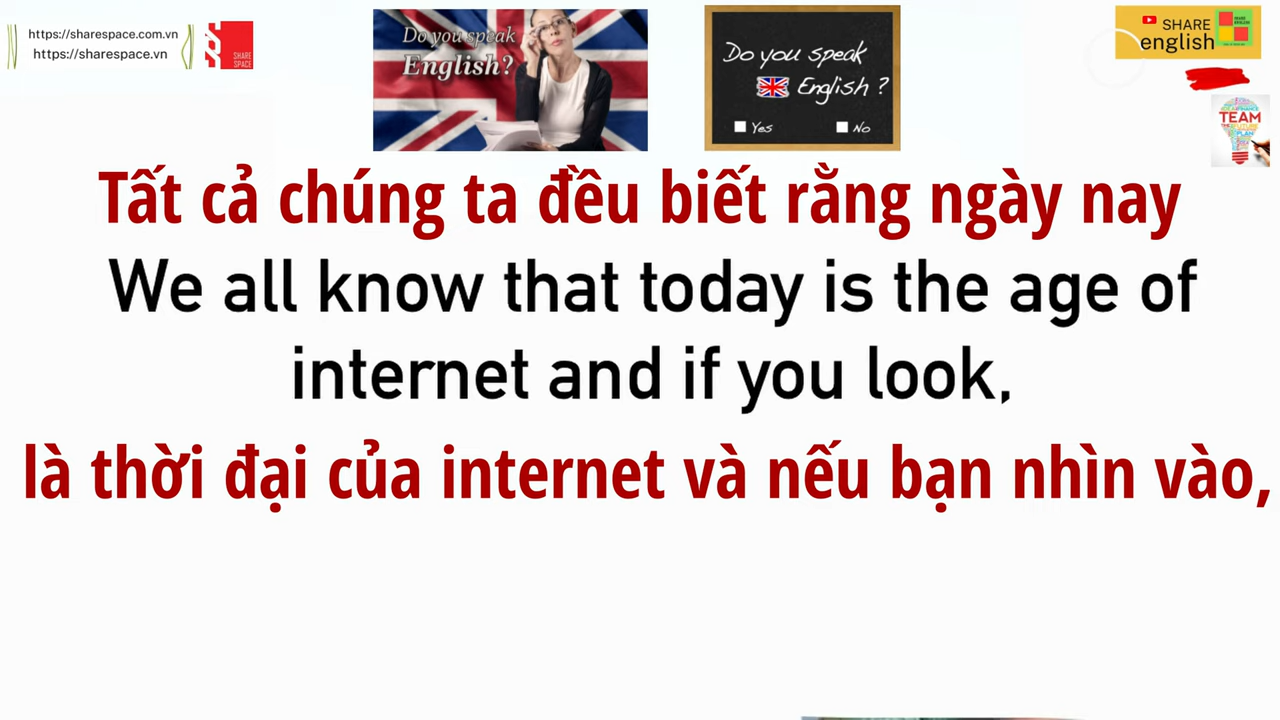 https://sharespace.com.vn
https://sharespace.vn
SHARE
SPACE
Do you speak
English?
Do you speak
English ?
Yes
No
SHARE
english
TEAM
PLAN
Tất cả chúng ta đều biết rằng ngày nay
We all know that today is the age of
internet and if you look,
là thời đại của internet và nếu bạn nhìn vào,